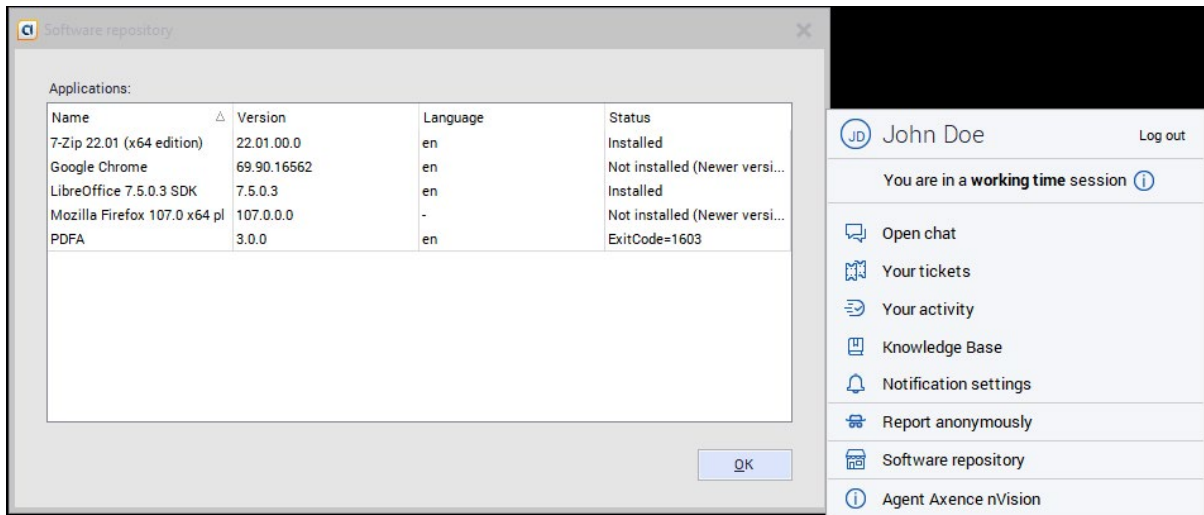 Software repository
Applications:
Name Version Language Status
7-Zip 22.01 (x64 edition) 22.01.00.0 en Installed
Google Chrome 69.90.16562 en Not installed (Newer versi...
LibreOffice 7.5.0.3 SDK 7.5.0.3 en Installed
Mozilla Firefox 107.0 x64 pl 107.0.0.0 - Not installed (Newer versi...
PDFA 3.0.0 en ExitCode=1603
OK
JD John Doe Log out
You are in a working time session
Open chat
Your tickets
Your activity
Knowledge Base
Notification settings
Report anonymously
Software repository
Agent Axence nVision